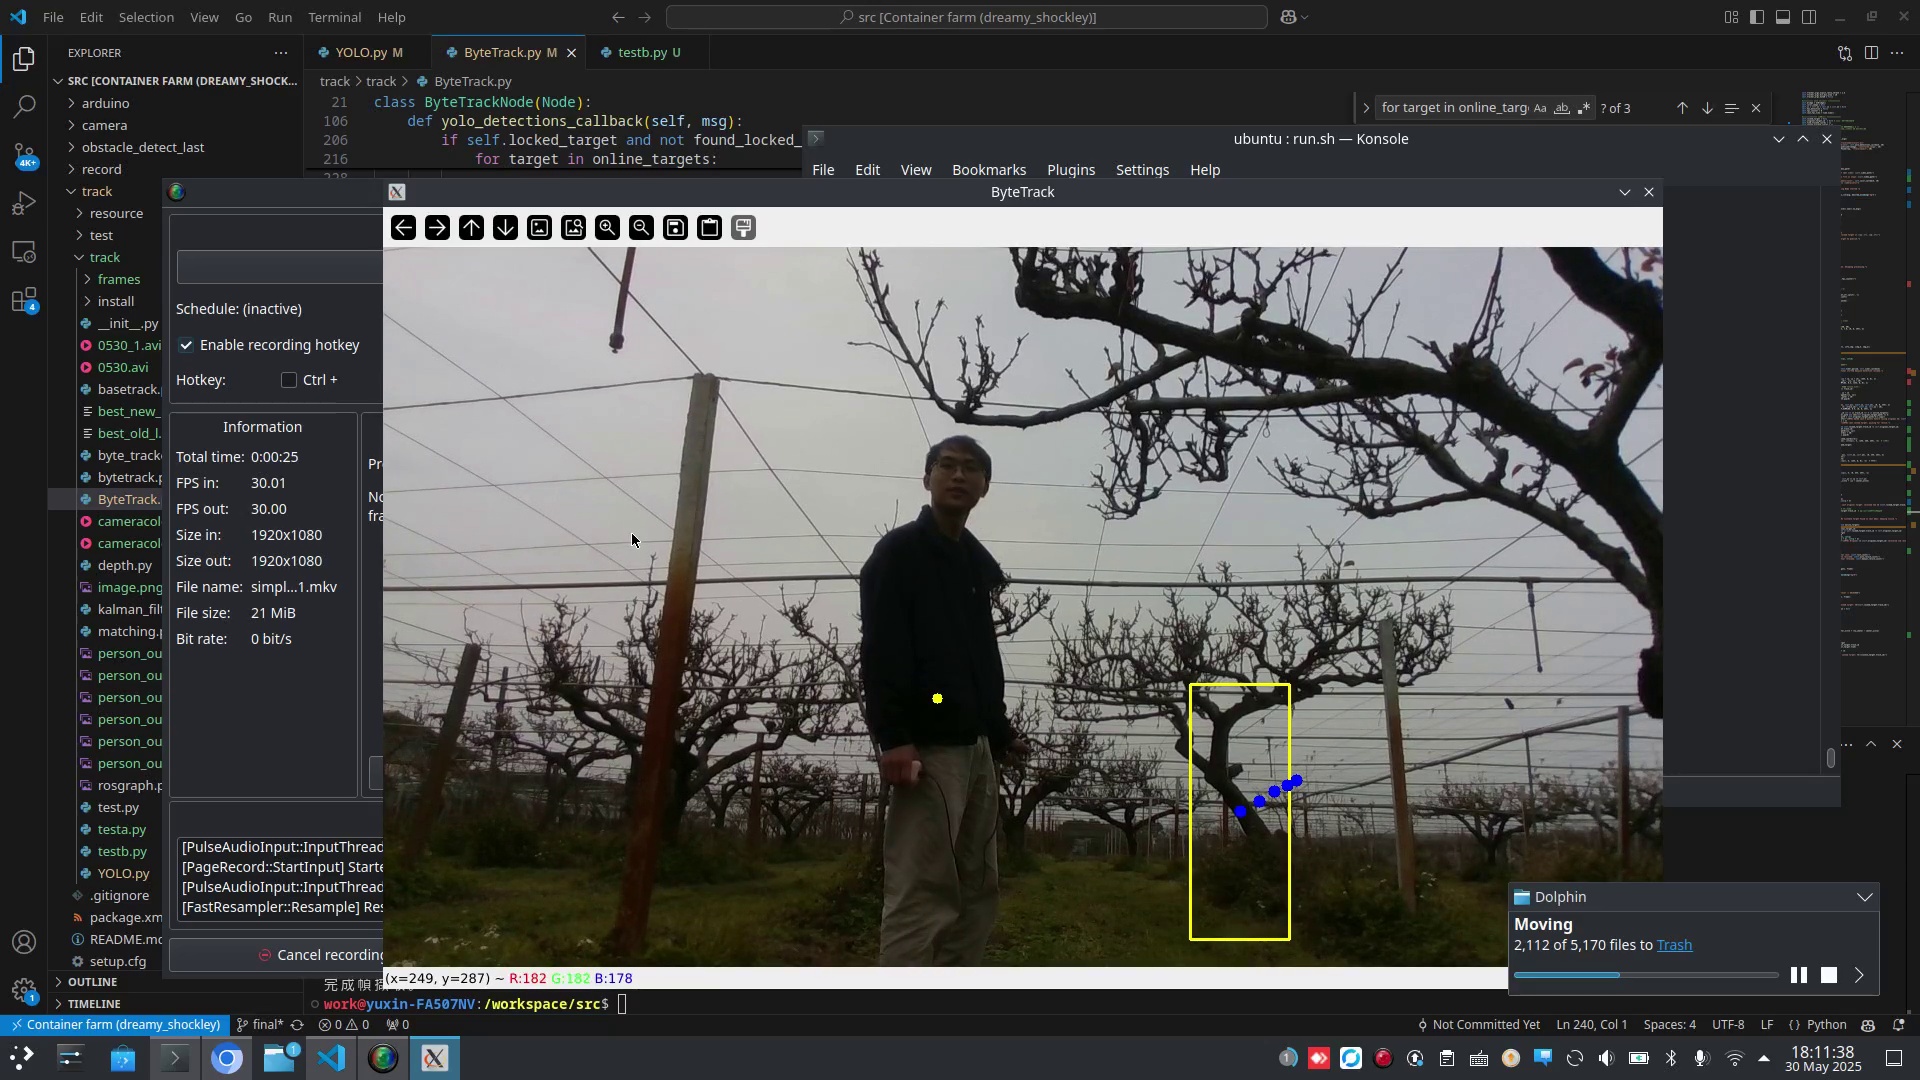 File Edit Selection View Go Run Terminal Help
src [Container farm (dreamy_shockley)]
EXPLORER
YOLO.py M
ByteTrack.py M
testb.py U
SRC [CONTAINER FARM (DREAMY_SHOCK...
track > track > ByteTrack.py
arduino
camera
obstacle_detect_last
record
track
resource
test
track
frames
install
__init__.py
0530_1.avi
0530.avi
basetrack.
best_new_
best_old_l.
byte_track
bytetrack.p
ByteTrack.
cameracol
cameracol
depth.py
image.png
kalman_filt
matching.p
person_ou
person_ou
person_ou
person_ou
person_ou
person_ou
rosgraph.p
test.py
testa.py
testb.py
YOLO.py
.gitignore
package.xm
README.md
setup.cfg
OUTLINE
TIMELINE
4K+
4
1
21 class ByteTrackNode(Node):
106 def yolo_detections_callback(self, msg):
206 if self.locked_target and not found_locked_
216 for target in online_targets:
for target in online_targ
Aa ab ? of 3
ubuntu : run.sh — Konsole
File Edit View Bookmarks Plugins Settings Help
ByteTrack
Schedule: (inactive)
Enable recording hotkey
Hotkey: Ctrl +
Information
Total time: 0:00:25
FPS in: 30.01
FPS out: 30.00
Size in: 1920x1080
Size out: 1920x1080
File name: simpl...1.mkv
File size: 21 MiB
Bit rate: 0 bit/s
Pr
No
fra
[PulseAudioInput::InputThread
[PageRecord::StartInput] Starte
[PulseAudioInput::InputThread
[FastResampler::Resample] Res
Cancel recording
(x=249, y=287) ~ R:182 G:182 B:178
work@yuxin-FA507NV:/workspace/src$
Dolphin
Moving
2,112 of 5,170 files to Trash
Container farm (dreamy_shockley)
final*
0 0
0
Not Committed Yet
Ln 240, Col 1
Spaces: 4
UTF-8
LF
{ } Python
1
1
18:11:38
30 May 2025